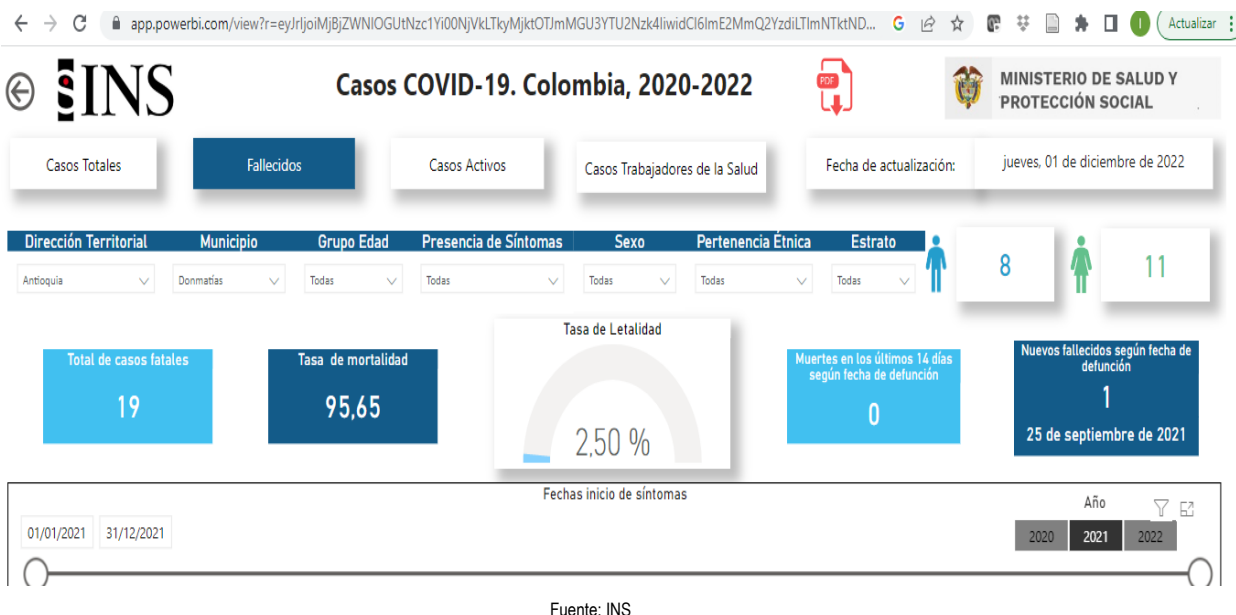 app.powerbi.com/view?r=eyJrIjoiMjBjZWNlOGUtNzc1Yi00NjVkLTkyMjktOTJmMGU3YTU2Nzk4IiwidCI6ImE2MmQ2YzdiLTlmNTktND...
Actualizar
INS
Casos COVID-19. Colombia, 2020-2022
PDF
MINISTERIO DE SALUD Y
PROTECCIÓN SOCIAL
Casos Totales
Fallecidos
Casos Activos
Casos Trabajadores de la Salud
Fecha de actualización:
jueves, 01 de diciembre de 2022
Dirección Territorial
Municipio
Grupo Edad
Presencia de Síntomas
Sexo
Pertenencia Étnica
Estrato
Antioquia
Donmatías
Todas
Todas
Todas
Todas
Todas
8
11
Total de casos fatales
19
Tasa de mortalidad
95,65
Tasa de Letalidad
2,50 %
Muertes en los últimos 14 días
según fecha de defunción
0
Nuevos fallecidos según fecha de
defunción
1
25 de septiembre de 2021
Fechas inicio de síntomas
Año
01/01/2021
31/12/2021
2020
2021
2022
Fuente: INS